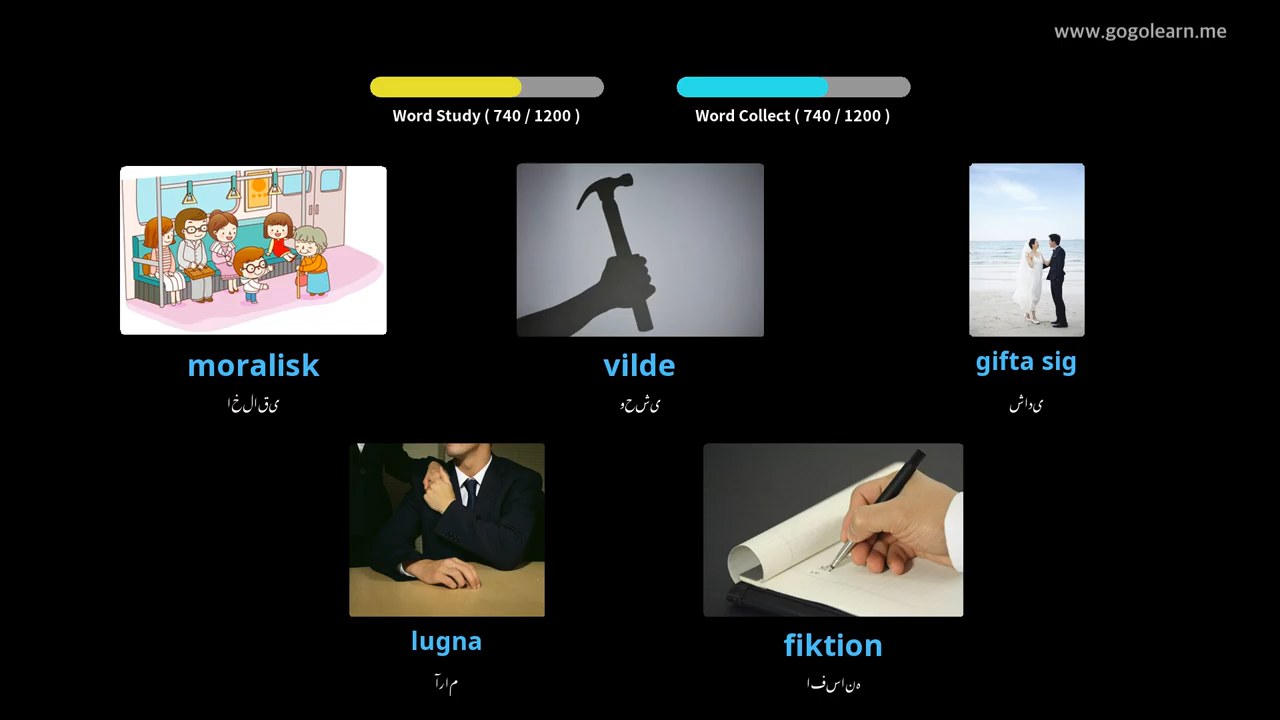 www.gogolearn.me
Word Study ( 740 / 1200 )
Word Collect ( 740 / 1200 )
moralisk
اخلاقی
vilde
وحشی
gifta sig
شادی
lugna
آرام
fiktion
افسانه